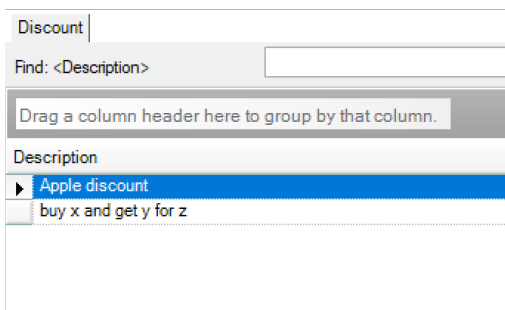 Discount
Find: <Description>
Drag a column header here to group by that column.
Description
Apple discount
buy x and get y for z